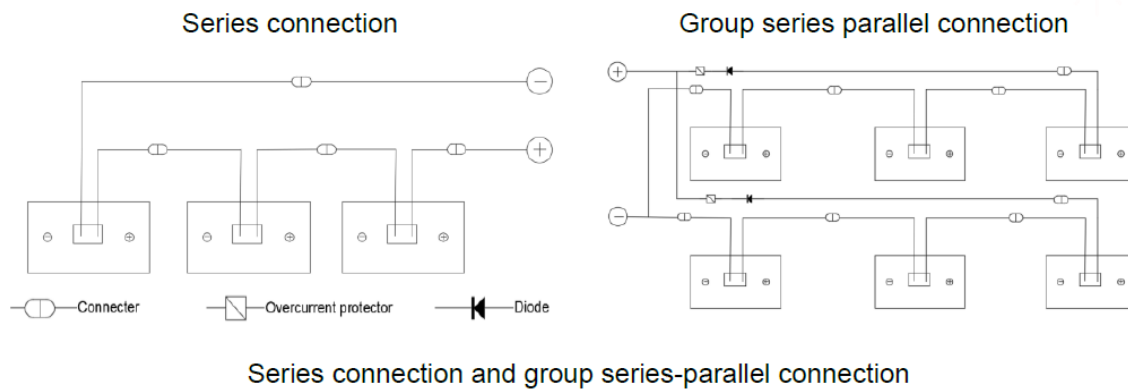 Series connection
Group series parallel connection
Connecter
Overcurrent protector
Diode
Series connection and group series-parallel connection